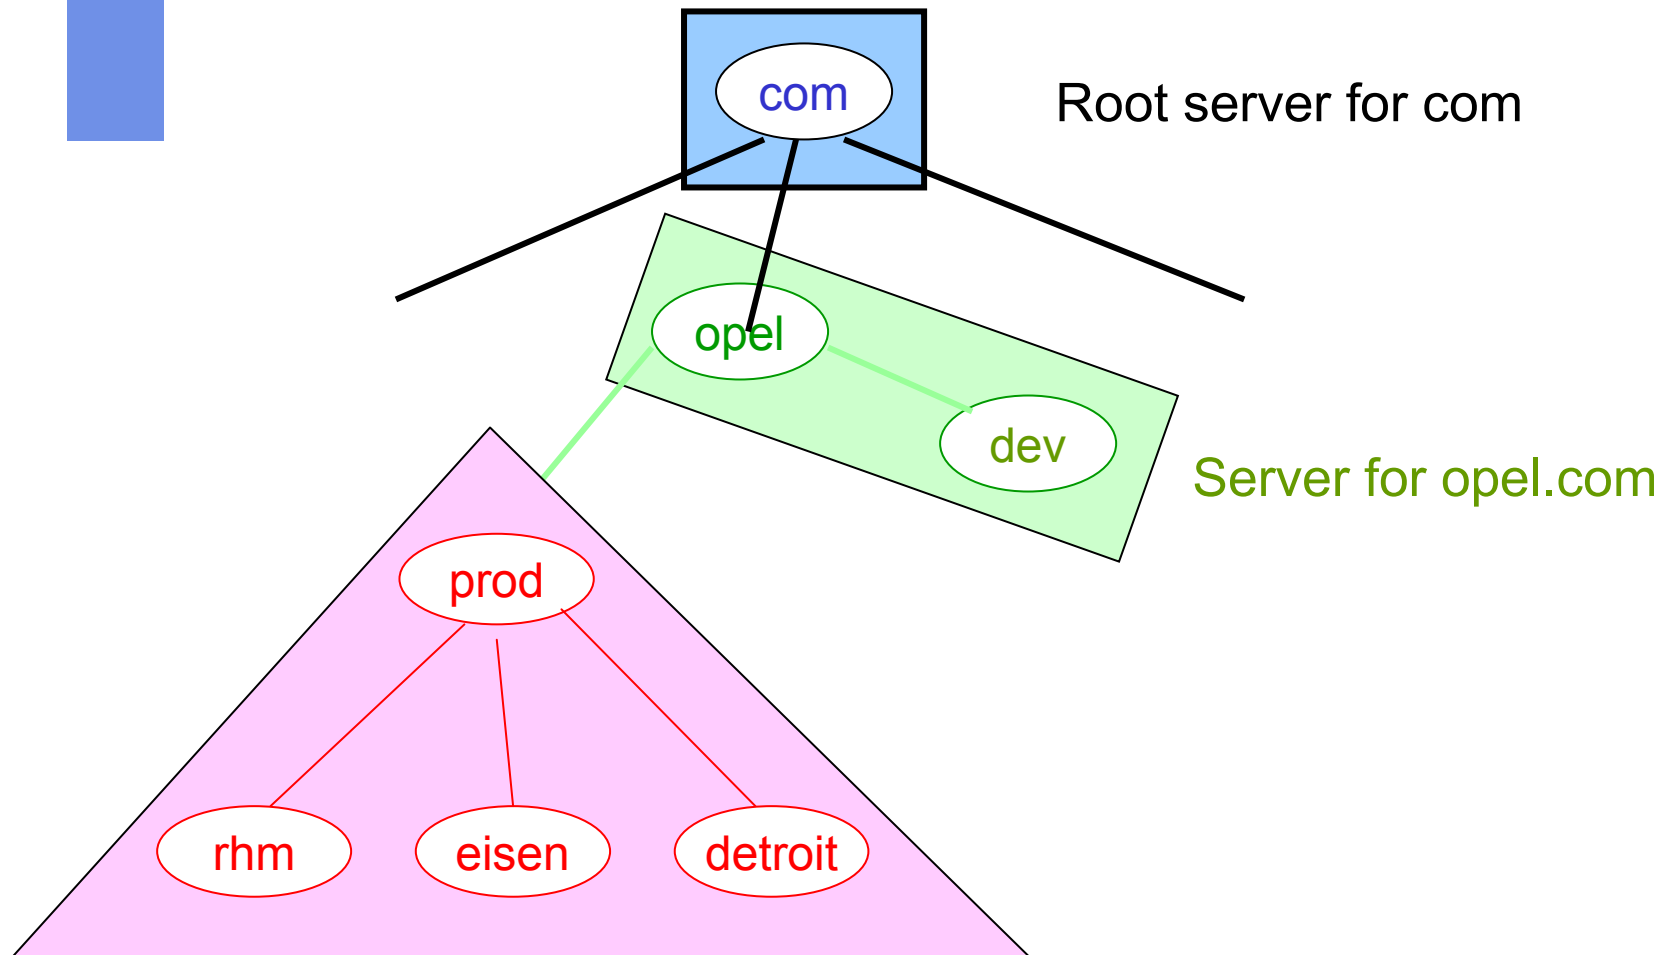 com
Root server for com
opel
dev
Server for opel.com
prod
rhm
eisen
detroit